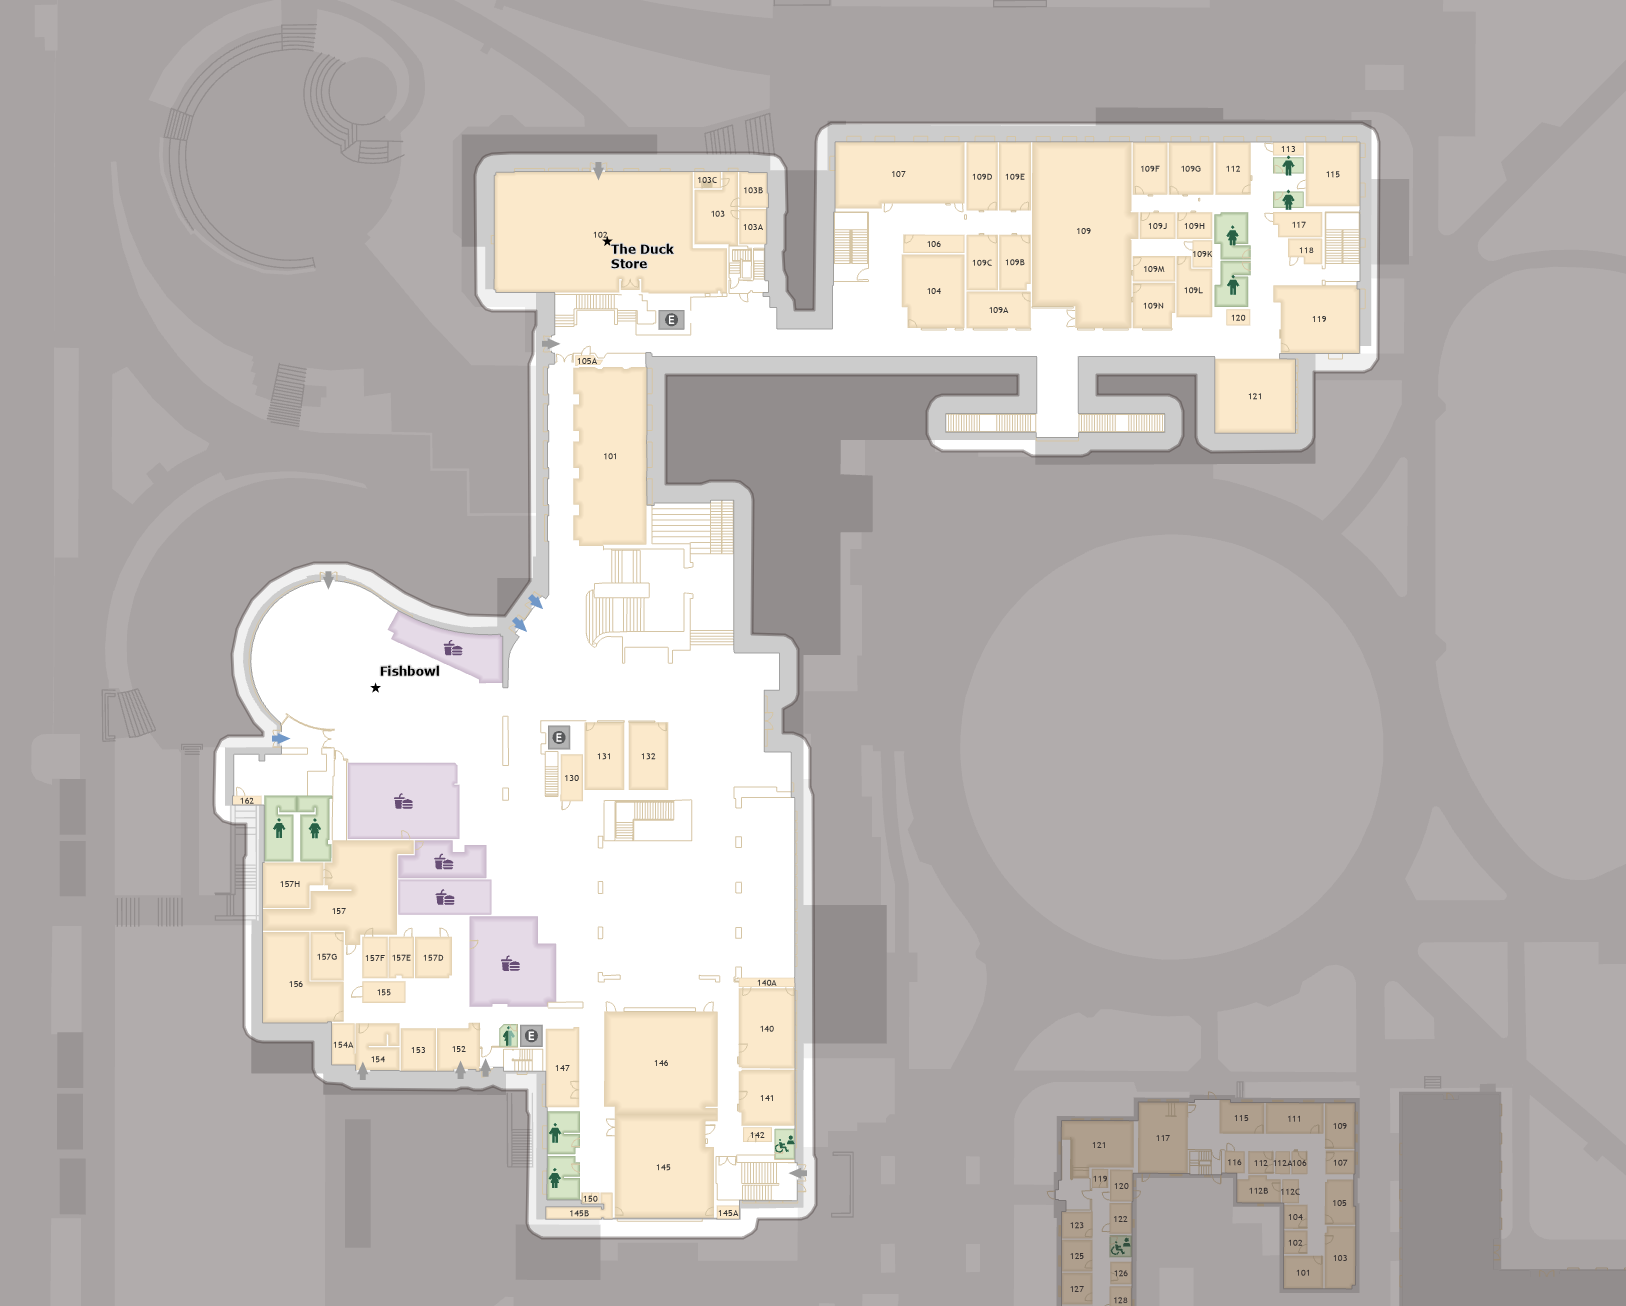 103C
103B
103
103A
102
The Duck
Store
E
105A
101
107
109D
109E
109
109F
109G
112
113
115
106
109C
109B
104
109A
109J
109H
109K
109M
109L
109N
117
118
120
119
121
Fishbowl
E
131
132
130
162
157H
157
157G
157F
157E
157D
156
155
154A
154
153
152
E
147
146
140A
140
141
142
145
150
145B
145A
121
117
115
111
109
107
116
112
112A
106
119
120
112B
112C
105
104
122
123
102
125
103
101
126
127
128